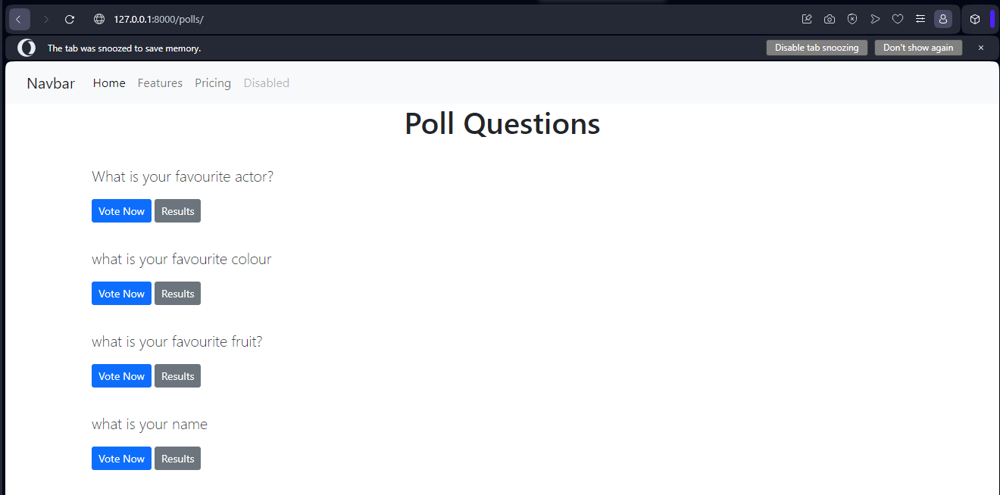 127.0.0.1:8000/polls/
The tab was snoozed to save memory. Disable tab snoozing Don't show again
Navbar Home Features Pricing Disabled
Poll Questions
What is your favourite actor?
Vote Now Results
what is your favourite colour
Vote Now Results
what is your favourite fruit?
Vote Now Results
what is your name
Vote Now Results